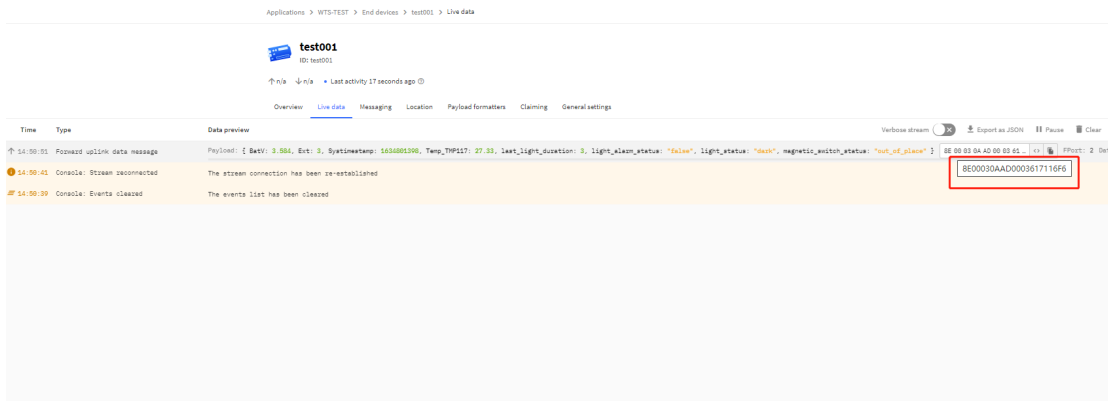 Applications > WTS-TEST > End devices > test001 > Live data
test001
ID: test001
↑ n/a ↓ n/a • Last activity 17 seconds ago
Overview Live data Messaging Location Payload formatters Claiming General settings
Time Type Data preview Verbose stream Export as JSON Pause Clear
↑ 14:50:51 Forward uplink data message Payload: { BatV: 3.584, Ext: 3, Systimestamp: 1634801398, Temp_TMP117: 27.33, last_light_duration: 3, light_alarm_status: "false", light_status: "dark", magnetic_switch_status: "out_of_place" } 8E 00 03 0A AD 00 03 61 … <> FPort: 2 Dat
14:50:41 Console: Stream reconnected The stream connection has been re-established
8E00030AAD0003617116F6
14:50:39 Console: Events cleared The events list has been cleared